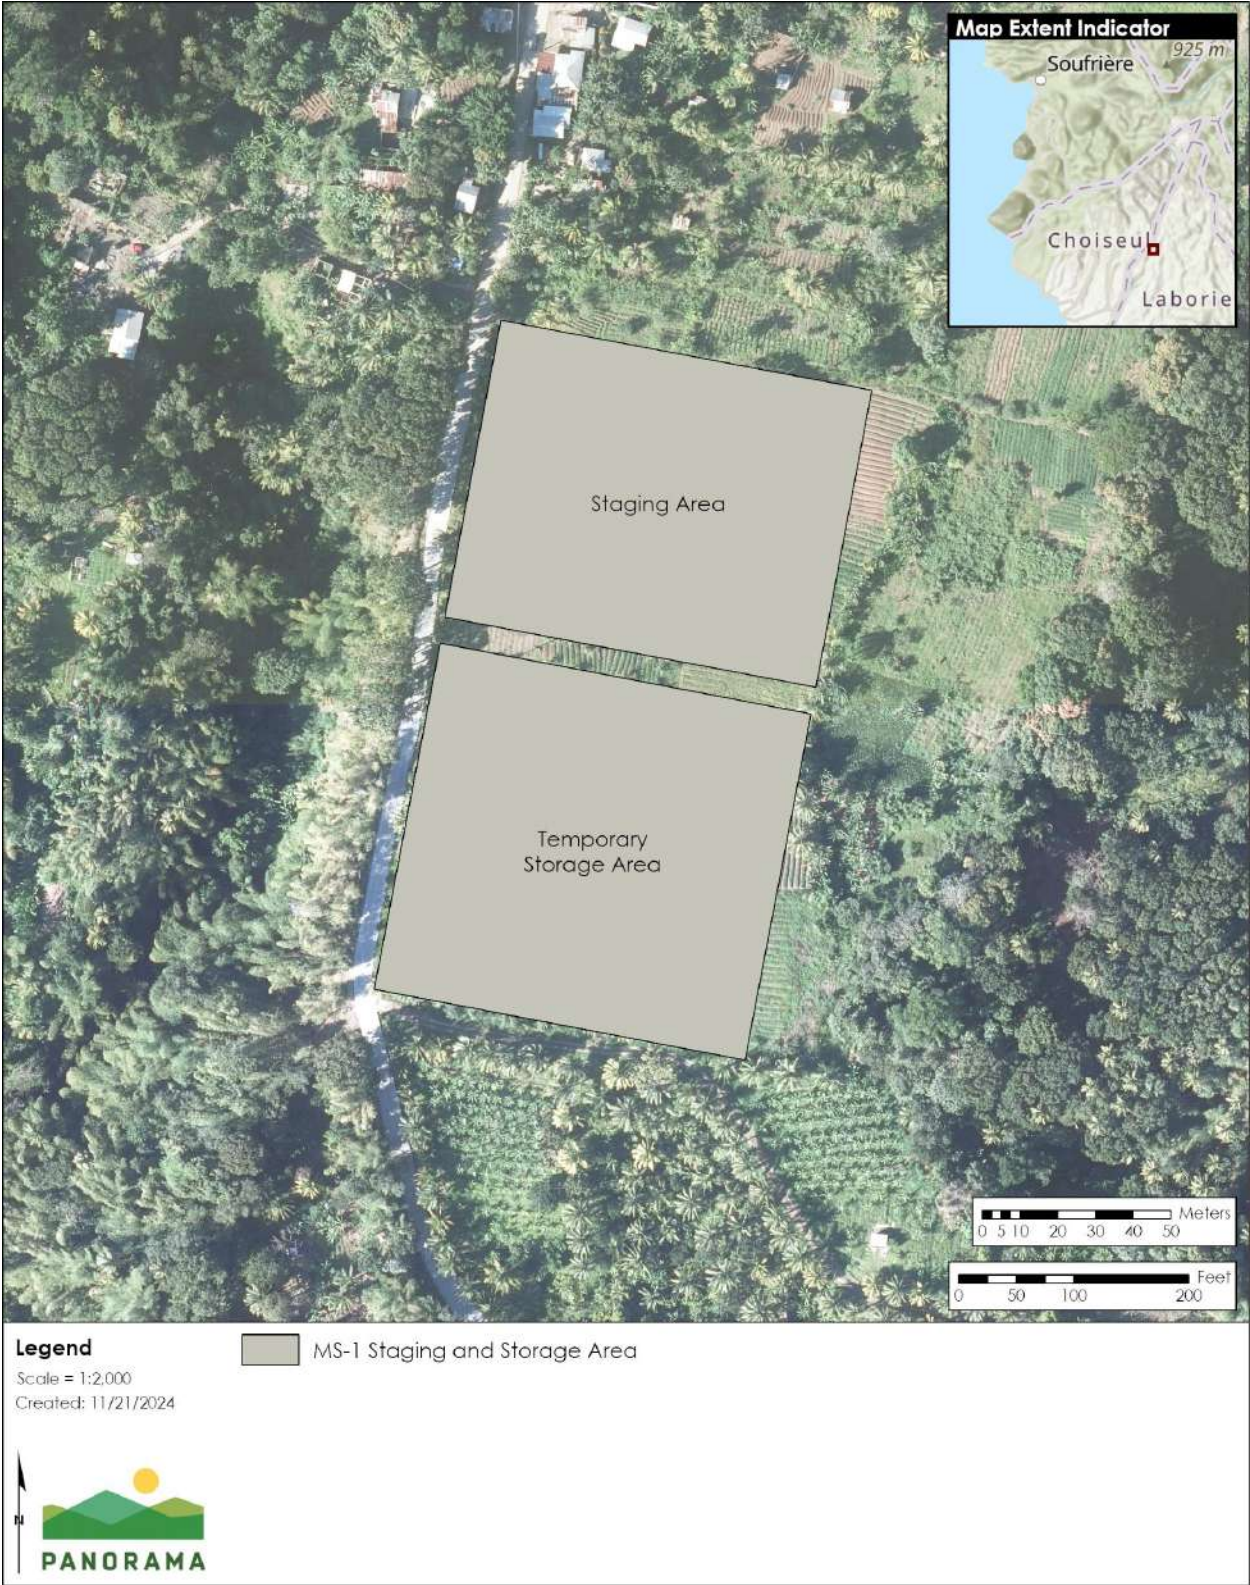 Map Extent Indicator
925 m
Soufrière
Choiseul
Laborie
Staging Area
Temporary
Storage Area
Meters
0 5 10 20 30 40 50
Feet
0 50 100 200
Legend
MS-1 Staging and Storage Area
Scale = 1:2,000
Created: 11/21/2024
N
PANORAMA